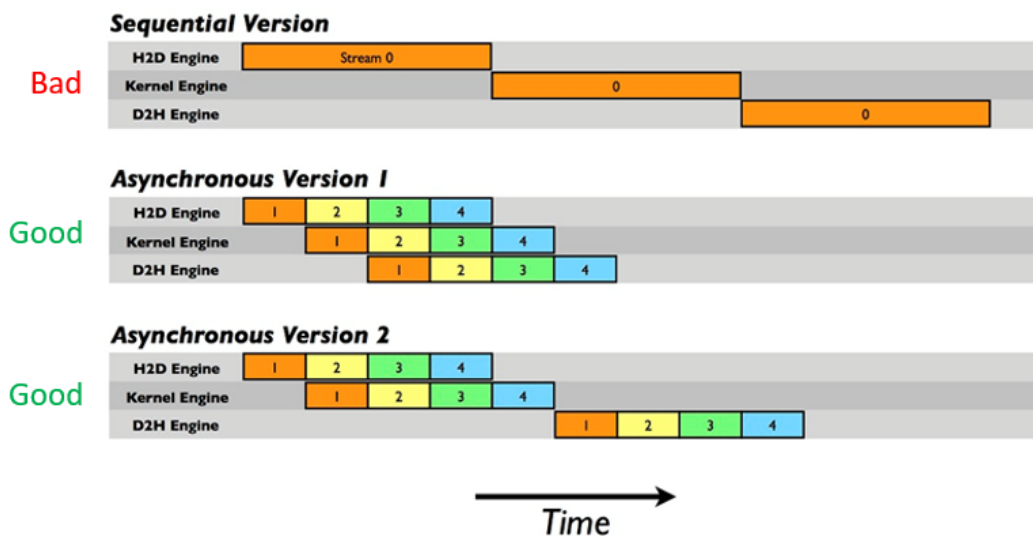 Sequential Version
H2D Engine Stream 0
Bad
Kernel Engine 0
D2H Engine 0
Asynchronous Version 1
H2D Engine 1 2 3 4
Good
Kernel Engine 1 2 3 4
D2H Engine 1 2 3 4
Asynchronous Version 2
H2D Engine 1 2 3 4
Good
Kernel Engine 1 2 3 4
D2H Engine 1 2 3 4
Time